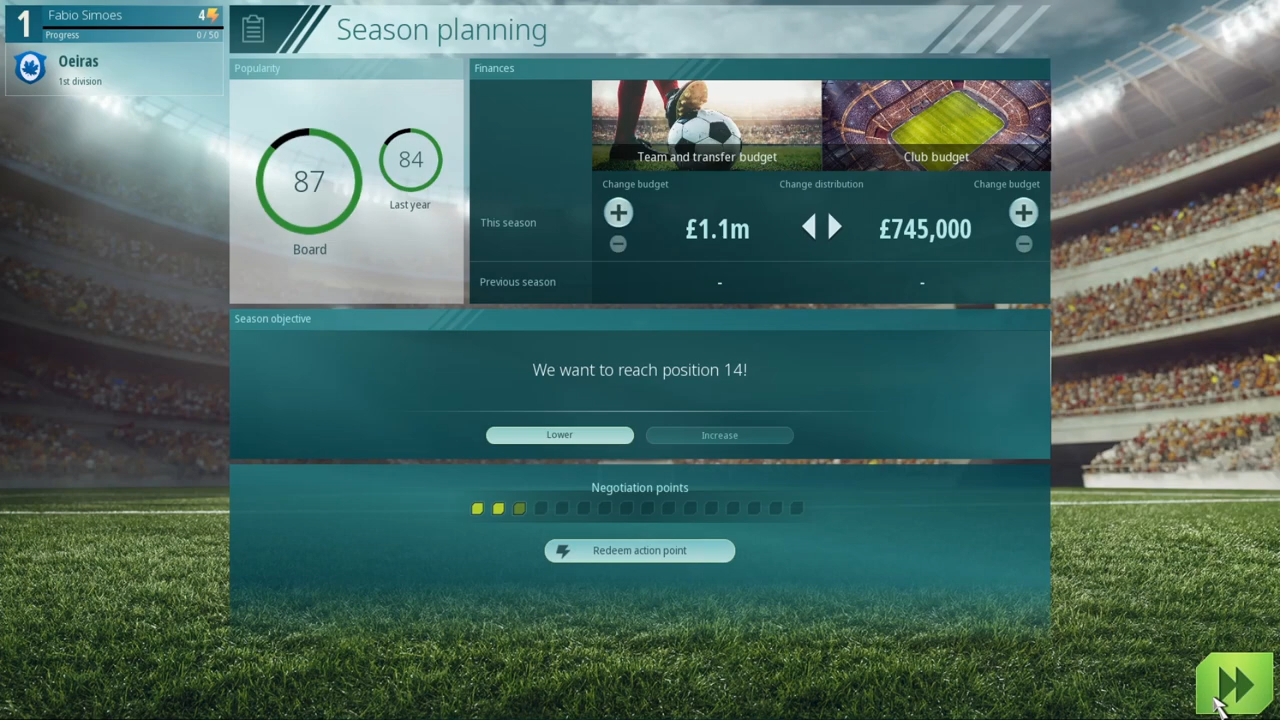 1
Fabio Simoes
4
Progress
0 / 50
Oeiras
1st division
Season planning
Popularity
87
Board
84
Last year
Finances
Team and transfer budget
Club budget
Change budget
Change distribution
Change budget
This season
£1.1m
£745,000
Previous season
-
-
Season objective
We want to reach position 14!
Lower
Increase
Negotiation points
Redeem action point